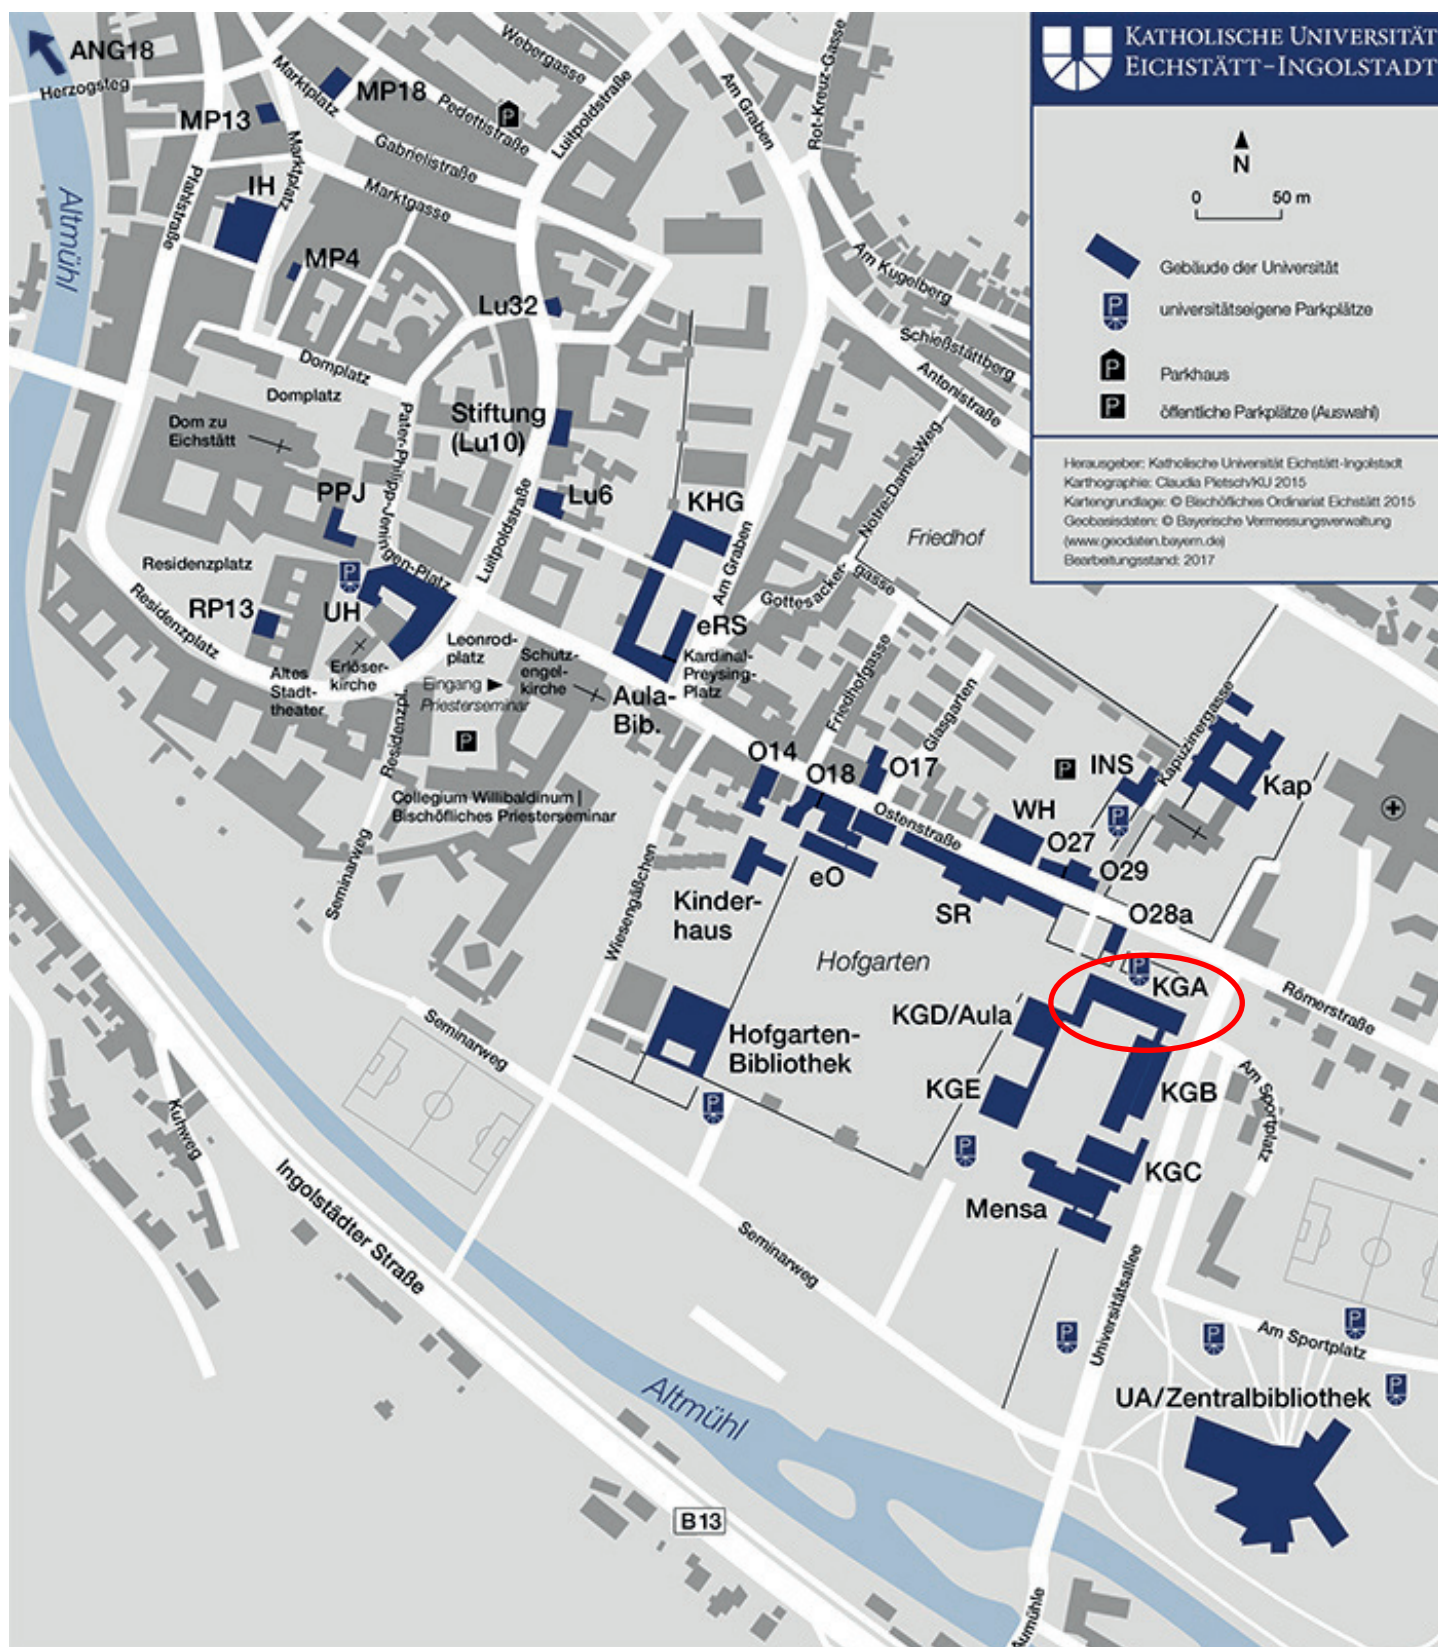 KATHOLISCHE UNIVERSITÄT
EICHSTÄTT-INGOLSTADT
N
0 50 m
Gebäude der Universität
P
universitätseigene Parkplätze
P
Parkhaus
P
öffentliche Parkplätze (Auswahl)
Herausgeber: Katholische Universität Eichstätt-Ingolstadt
Karthographie: Claudia Pietsch/KU 2015
Kartengrundlage: © Bischöfliches Ordinariat Eichstätt 2015
Geobasisdaten: © Bayerische Vermessungsverwaltung
(www.geodaten.bayern.de)
Bearbeitungsstand: 2017
ANG18
Herzogsteg
MP13
Marktplatz
MP18
Webergasse
Pedettistraße
P
Luitpoldstraße
Am Graben
Rot-Kreuz-Gasse
Gabrielistraße
Marktgasse
Marktplatz
IH
Pfahlstraße
Altmühl
MP4
Lu32
Am Kugelberg
Schießstättberg
Antonistraße
Domplatz
Domplatz
Dom zu
Eichstätt
Pater-Philipp-Jeningen-Platz
Stiftung
(Lu10)
Notre-Dame-Weg
PPJ
Lu6
KHG
Luitpoldstraße
Am Graben
Friedhof
Residenzplatz
P
Gottesacker-
gasse
RP13
UH
eRS
Residenzplatz
Leonrod-
platz
Schutz-
engel-
kirche
Kardinal-
Preysing-
Platz
Altes
Stadt-
theater
Erlöser-
kirche
Eingang
Priesterseminar
Aula-
Bib.
Friedhofgasse
Glasgarten
Kapuzinergasse
Residenzpl.
P
O14
O18
O17
P
INS
Kap
Collegium Willibaldinum |
Bischöfliches Priesterseminar
Ostenstraße
WH
P
O27
O29
Seminarweg
Wiesengäßchen
Kinder-
haus
eO
SR
O28a
Hofgarten
P
KGA
Römerstraße
KGD/Aula
Seminarweg
Hofgarten-
Bibliothek
KGE
KGB
Am Sportplatz
P
P
KGC
Kuhweg
Mensa
Ingolstädter Straße
Seminarweg
Universitätsallee
P
P
P
Am Sportplatz
P
UA/Zentralbibliothek
Altmühl
B 13
Aumühle